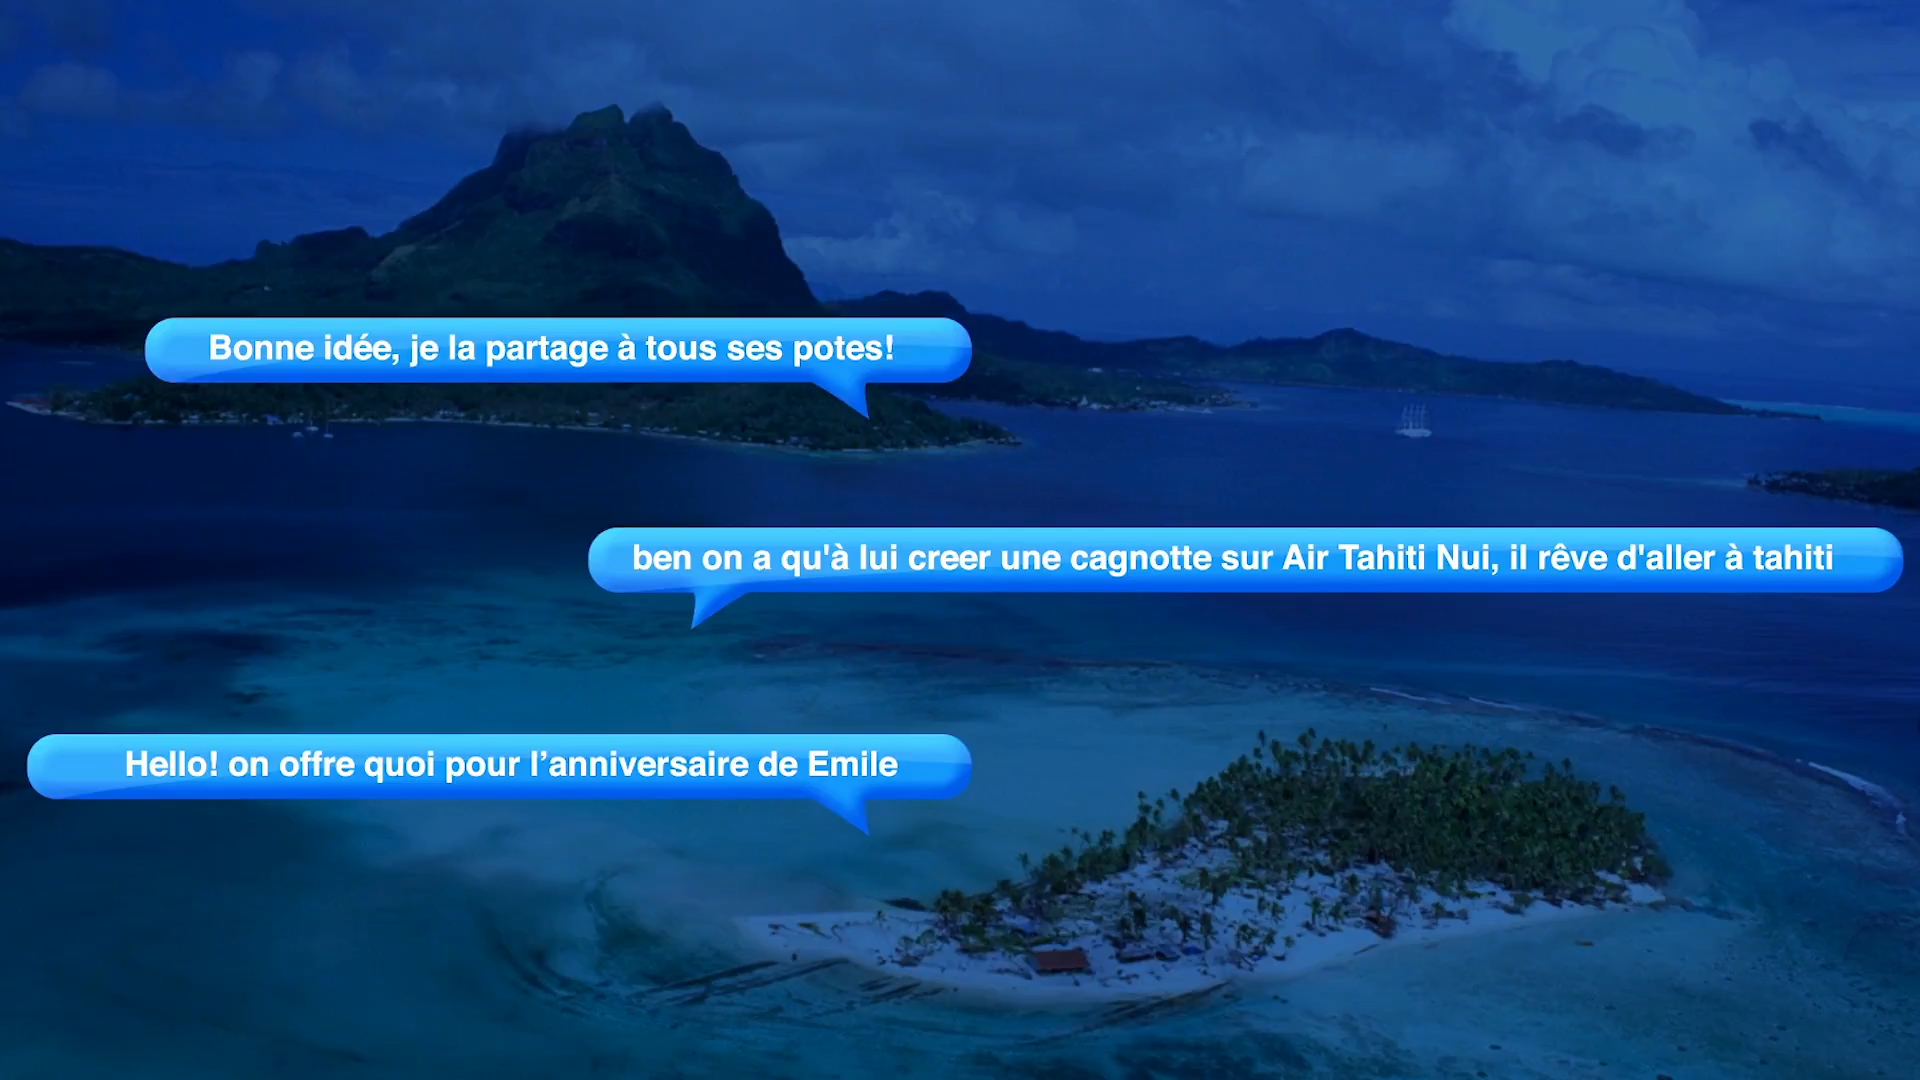 Bonne idée, je la partage à tous ses potes!
ben on a qu'à lui creer une cagnotte sur Air Tahiti Nui, il rêve d'aller à tahiti
Hello! on offre quoi pour l’anniversaire de Emile